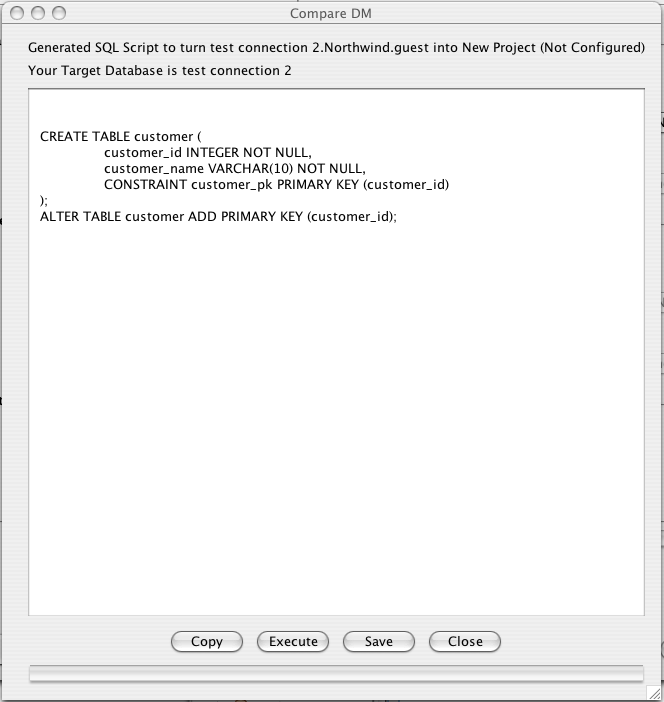 Compare DM
Generated SQL Script to turn test connection 2.Northwind.guest into New Project (Not Configured)
Your Target Database is test connection 2
CREATE TABLE customer (
customer_id INTEGER NOT NULL,
customer_name VARCHAR(10) NOT NULL,
CONSTRAINT customer_pk PRIMARY KEY (customer_id)
);
ALTER TABLE customer ADD PRIMARY KEY (customer_id);
Copy Execute Save Close